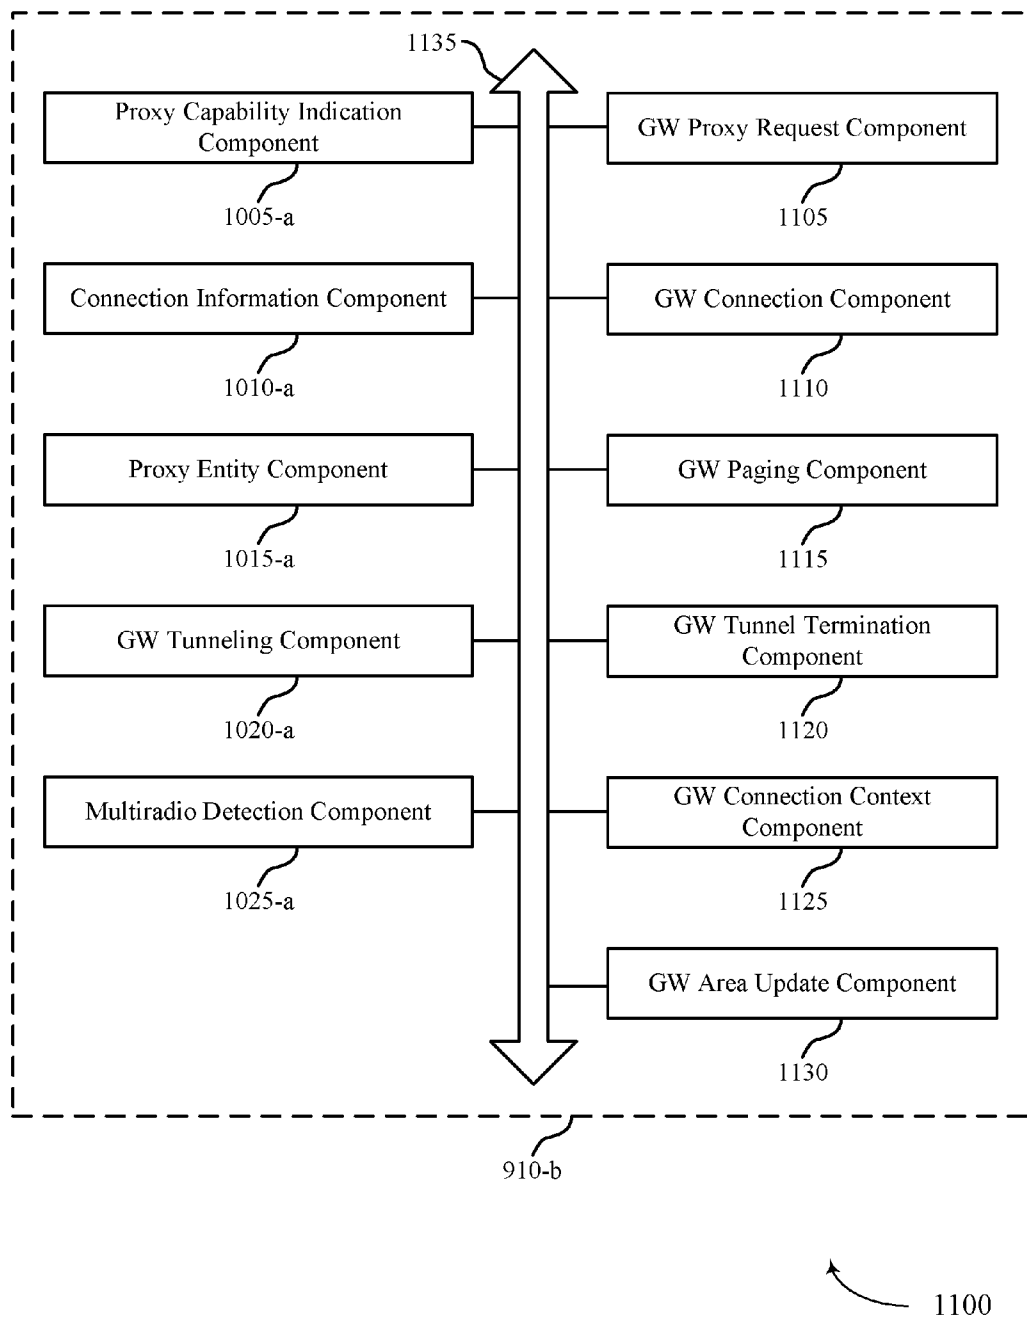 1135
Proxy Capability Indication
Component
1005-a
GW Proxy Request Component
1105
Connection Information Component
1010-a
GW Connection Component
1110
Proxy Entity Component
1015-a
GW Paging Component
1115
GW Tunneling Component
1020-a
GW Tunnel Termination
Component
1120
Multiradio Detection Component
1025-a
GW Connection Context
Component
1125
GW Area Update Component
1130
910-b
1100